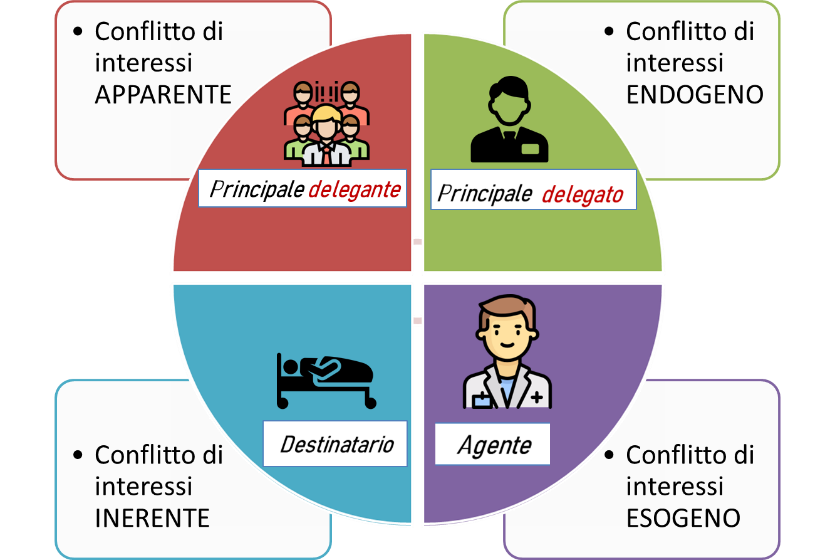 • Conflitto di
interessi
APPARENTE
• Conflitto di
interessi
ENDOGENO
Principale delegante
Principale delegato
Destinatario
Agente
• Conflitto di
interessi
INERENTE
• Conflitto di
interessi
ESOGENO